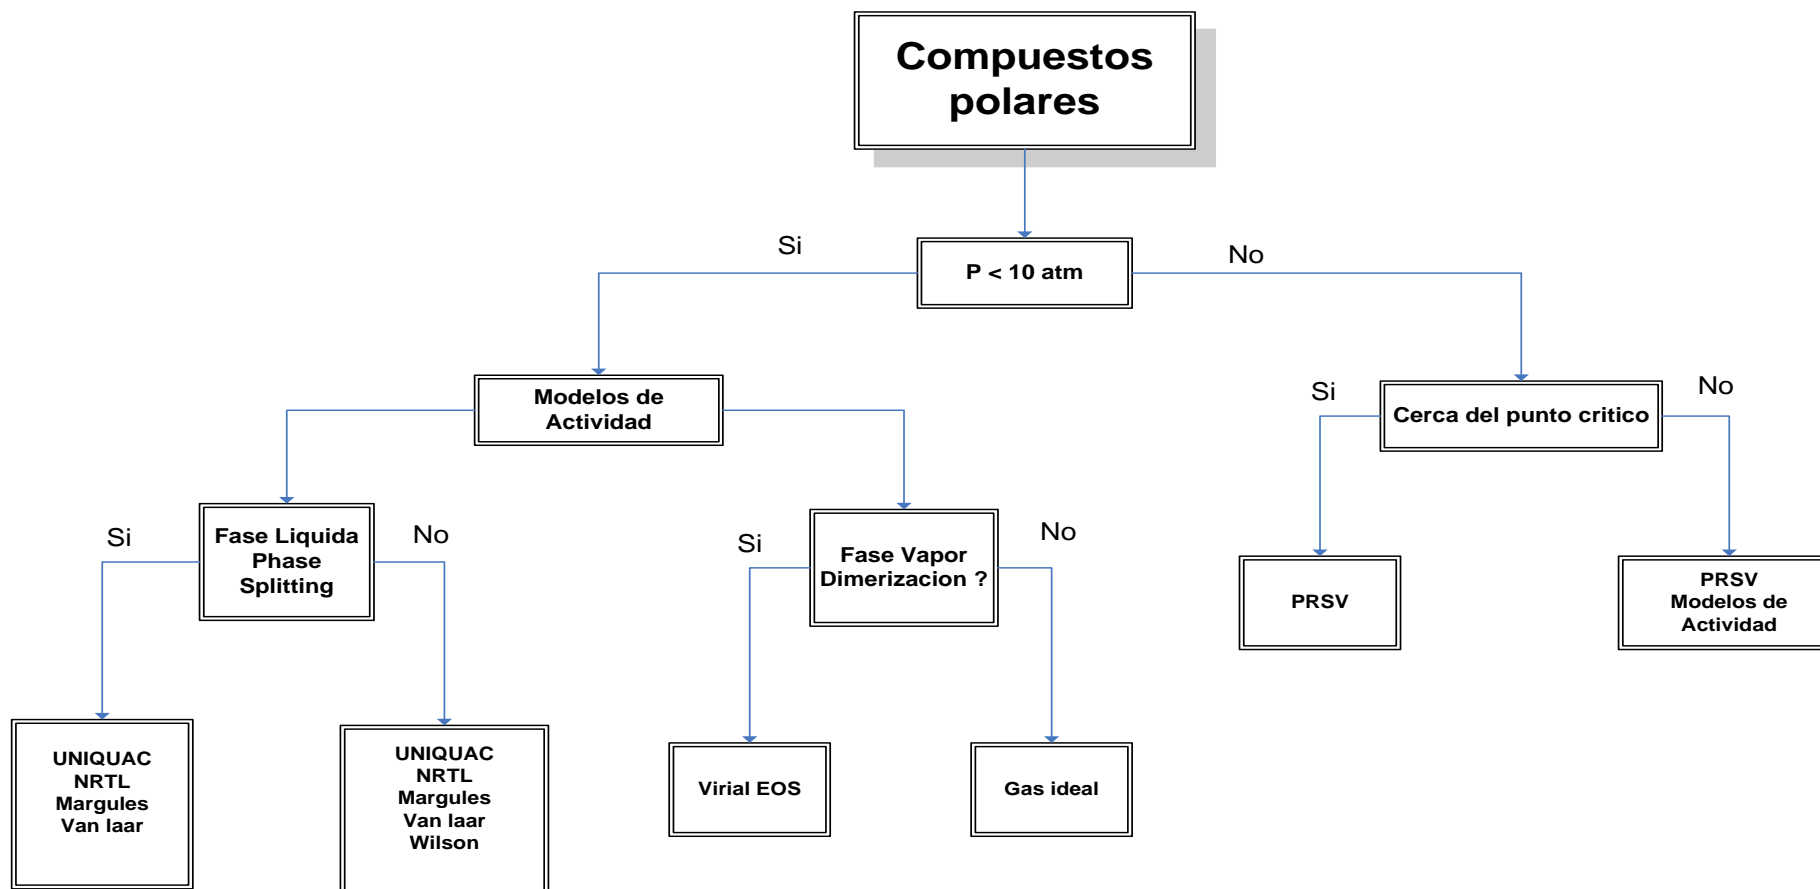 Compuestos
polares
Si
No
P < 10 atm
Modelos de
Actividad
Si
No
Cerca del punto critico
Si
No
Fase Liquida
Phase
Splitting
Si
No
Fase Vapor
Dimerizacion ?
PRSV
PRSV
Modelos de
Actividad
UNIQUAC
NRTL
Margules
Van laar
UNIQUAC
NRTL
Margules
Van laar
Wilson
Virial EOS
Gas ideal